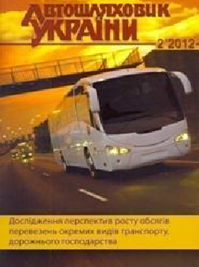 АВТОШЛЯХОВИК
УКРАЇНИ
2'2012
Дослідження перспектив росту обсягів
перевезень окремих видів транспорту,
дорожнього господарства